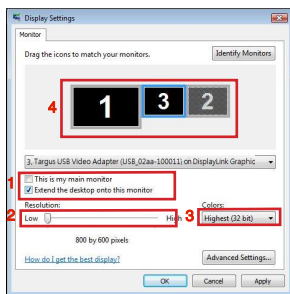 Display Settings
Monitor
Drag the icons to match your monitors.
Identify Monitors
4
1
3
2
3. Targus USB Video Adapter (USB_02aa-100011) on DisplayLink Graphic
1
This is my main monitor
Extend the desktop onto this monitor
Resolution:
Colors:
2
Low
High
3
Highest (32 bit)
800 by 600 pixels
How do I get the best display?
Advanced Settings...
OK
Cancel
Apply